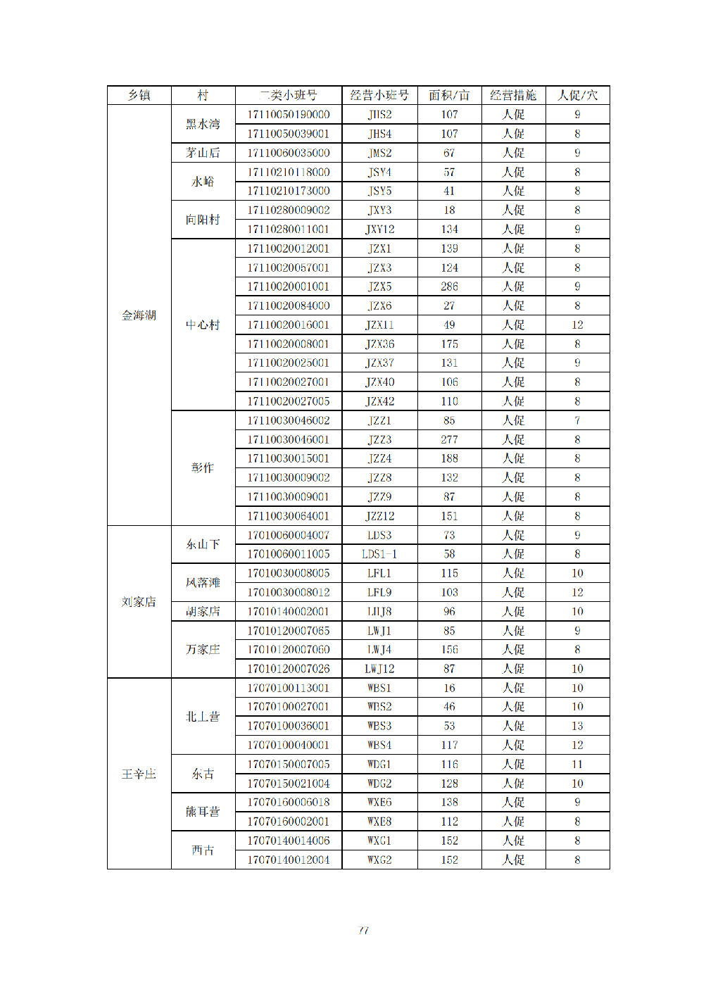 乡镇 村 二类小班号 经营小班号 面积/亩 经营措施 人促/穴
金海湖 黑水湾 17110050190000 JHS2 107 人促 9
17110050039001 JHS4 107 人促 8
茅山后 17110060035000 JMS2 67 人促 9
水峪 17110210118000 JSY4 57 人促 8
17110210173000 JSY5 41 人促 8
向阳村 17110280009002 JXY3 18 人促 8
17110280011001 JXY12 134 人促 9
中心村 17110020012001 JZX1 139 人促 8
17110020057001 JZX3 124 人促 8
17110020001001 JZX5 286 人促 9
17110020084000 JZX6 27 人促 8
17110020016001 JZX11 49 人促 12
17110020008001 JZX36 175 人促 8
17110020025001 JZX37 131 人促 9
17110020027001 JZX40 106 人促 8
17110020027005 JZX42 110 人促 8
彰作 17110030046002 JZZ1 85 人促 7
17110030046001 JZZ3 277 人促 8
17110030015001 JZZ4 188 人促 8
17110030009002 JZZ8 132 人促 8
17110030009001 JZZ9 87 人促 8
17110030064001 JZZ12 151 人促 8
刘家店 东山下 17010060004007 LDS3 73 人促 9
17010060011005 LDS1-1 58 人促 8
风落滩 17010030008005 LFL1 115 人促 10
17010030008012 LFL9 103 人促 12
胡家店 17010140002001 LHJ8 96 人促 10
万家庄 17010120007065 LWJ1 85 人促 9
17010120007060 LWJ4 156 人促 8
17010120007026 LWJ12 87 人促 10
王辛庄 北上营 17070100113001 WBS1 16 人促 10
17070100027001 WBS2 46 人促 10
17070100036001 WBS3 53 人促 13
17070100040001 WBS4 117 人促 12
东古 17070150007005 WDG1 116 人促 11
17070150021004 WDG2 128 人促 10
熊耳营 17070160006018 WXE6 138 人促 9
17070160002001 WXE8 112 人促 8
西古 17070140014006 WXG1 152 人促 8
17070140012004 WXG2 152 人促 8
77